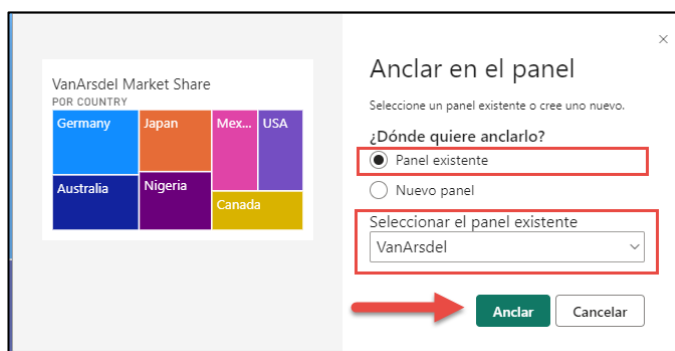 VanArsdel Market Share
POR COUNTRY
Germany
Japan
Mex...
USA
Australia
Nigeria
Canada
Anclar en el panel
Seleccione un panel existente o cree uno nuevo.
¿Dónde quiere anclarlo?
Panel existente
Nuevo panel
Seleccionar el panel existente
VanArsdel
Anclar
Cancelar